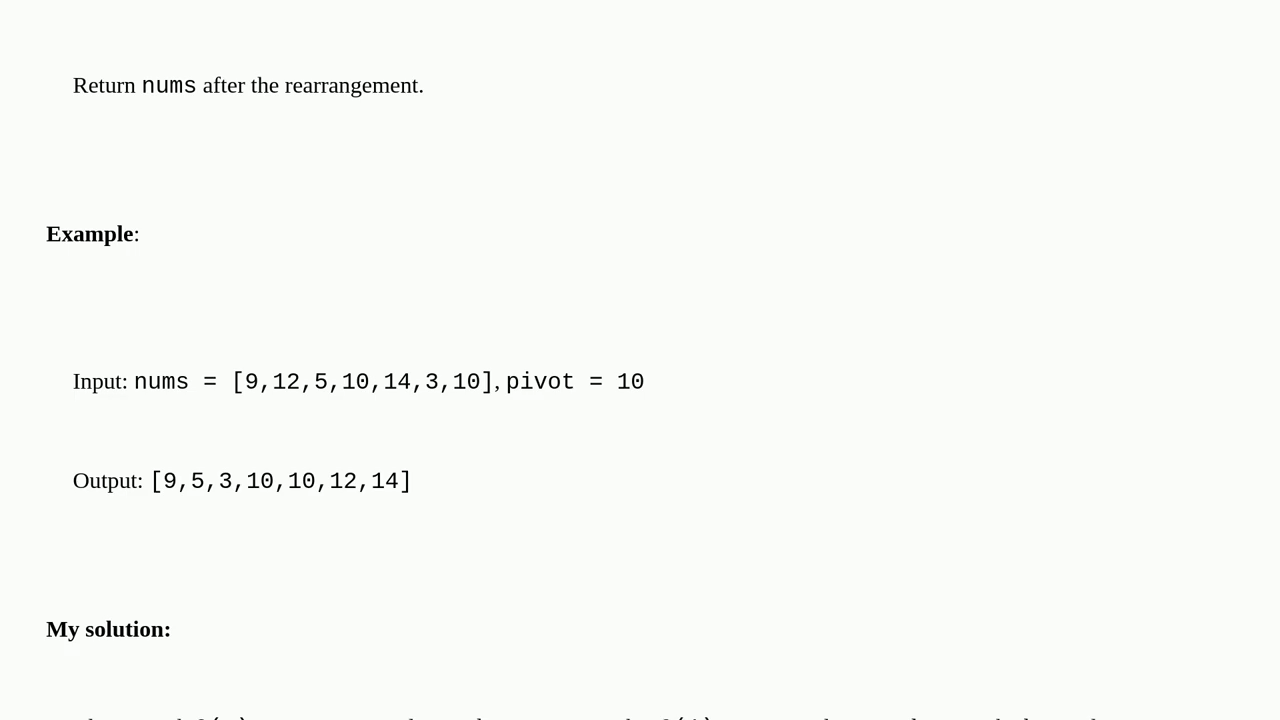 Return nums after the rearrangement.
Example:
Input: nums = [9,12,5,10,14,3,10], pivot = 10
Output: [9,5,3,10,10,12,14]
My solution: